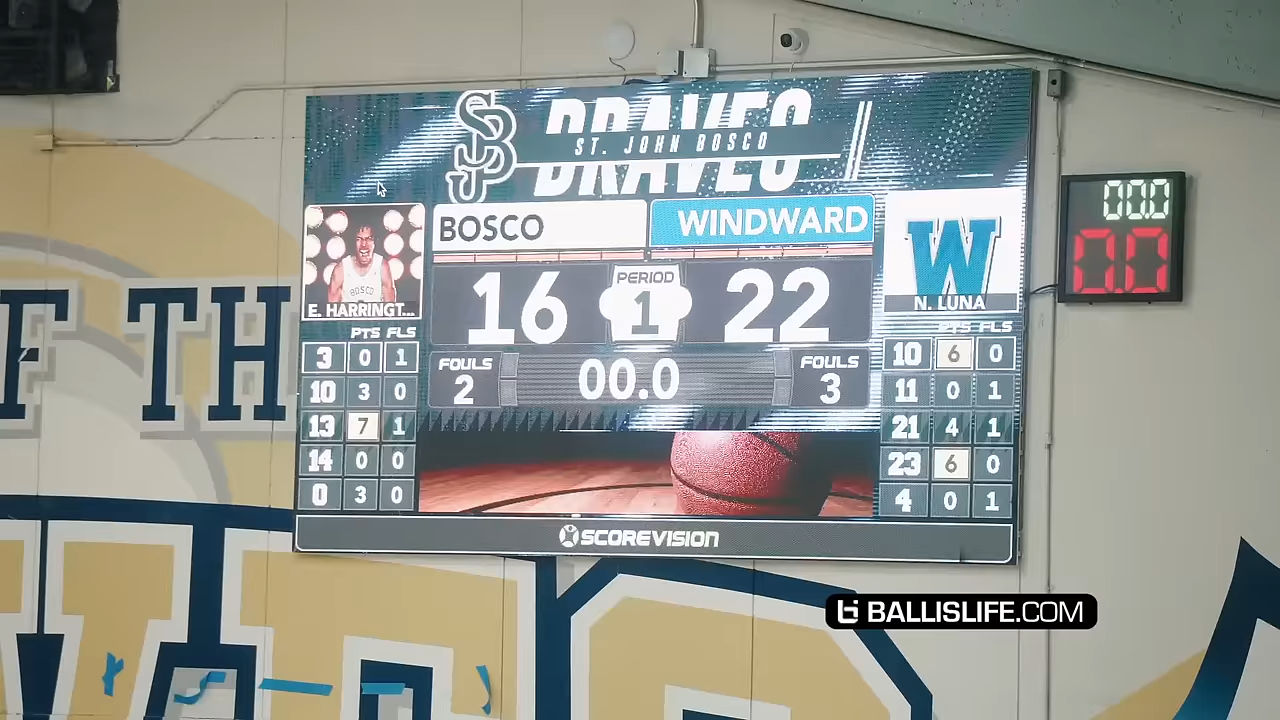 SJB
BRAVES
ST. JOHN BOSCO
BOSCO
WINDWARD
W
00.0
00.0
BOSCO
E. HARRINGT...
N. LUNA
16
PERIOD
1
22
FOULS
2
00.0
FOULS
3
PTS FLS
3 0 1
10 3 0
13 7 1
14 0 0
0 3 0
PTS FLS
10 6 0
11 0 1
21 4 1
23 6 0
4 0 1
SCOREVISION
F TH
BALLISLIFE.COM